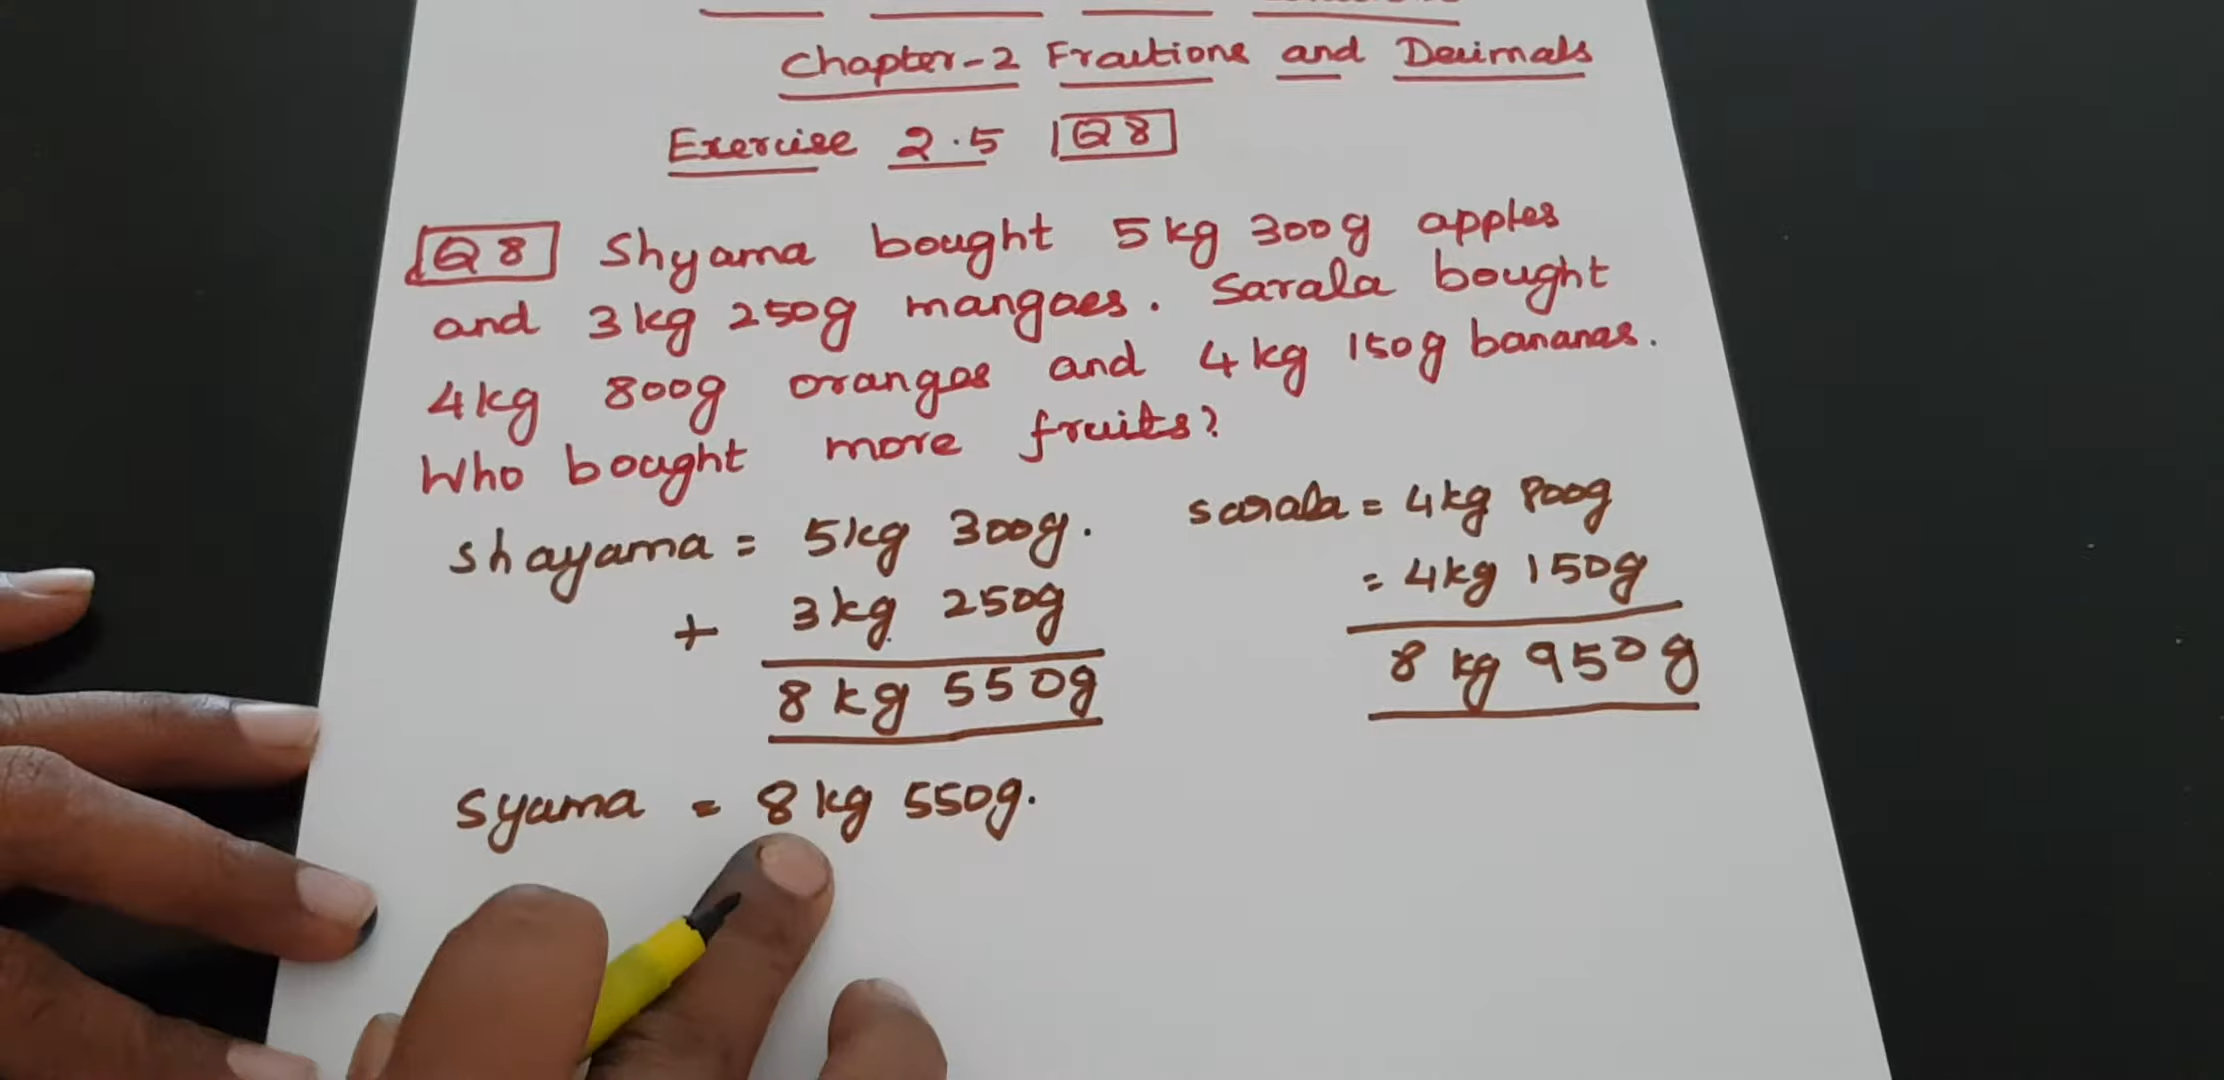 Chapter-2 Fractions and Decimals
Exercise 2.5 Q8
Q8 Shyama bought 5kg 300g apples
and 3kg 250g mangoes. Sarala bought
4kg 800g oranges and 4kg 150g bananas.
Who bought more fruits?
shayama = 5kg 300g.
+ 3kg 250g
8kg 550g
sarala = 4kg 800g
= 4kg 150g
8 kg 950g
Syama = 8kg 550g.